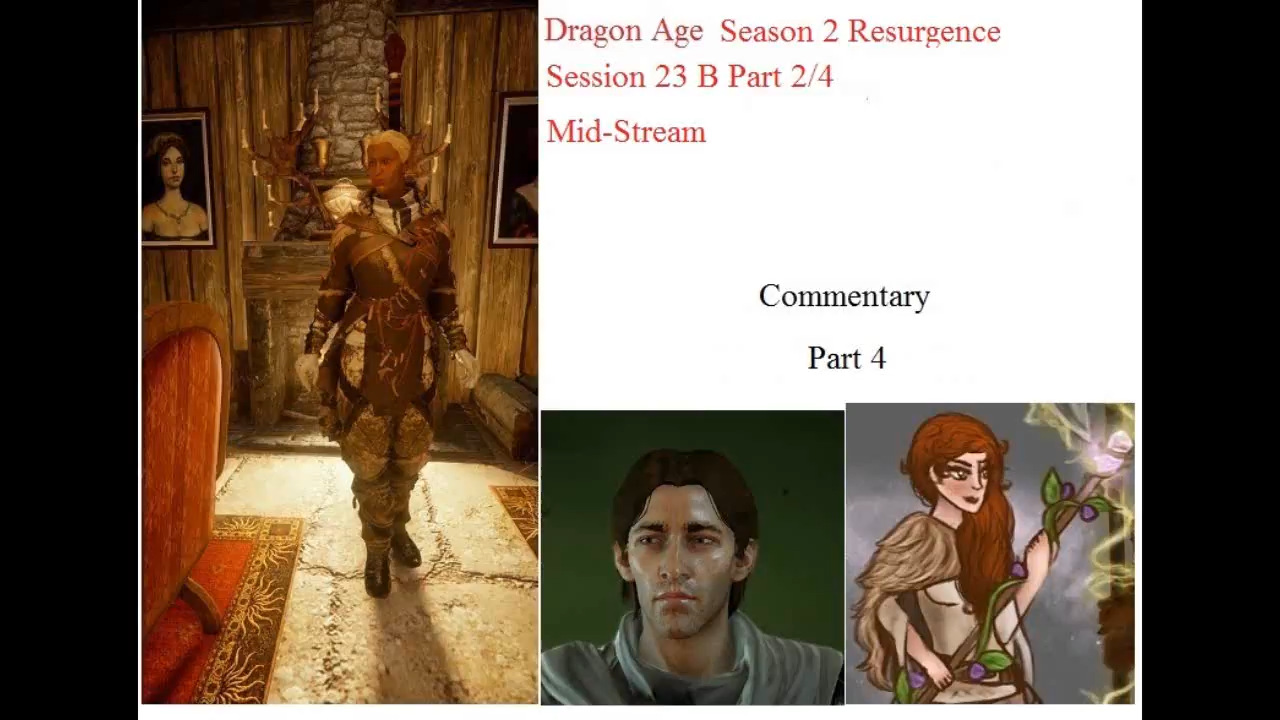 Dragon Age Season 2 Resurgence
Session 23 B Part 2/4
Mid-Stream
Commentary
Part 4